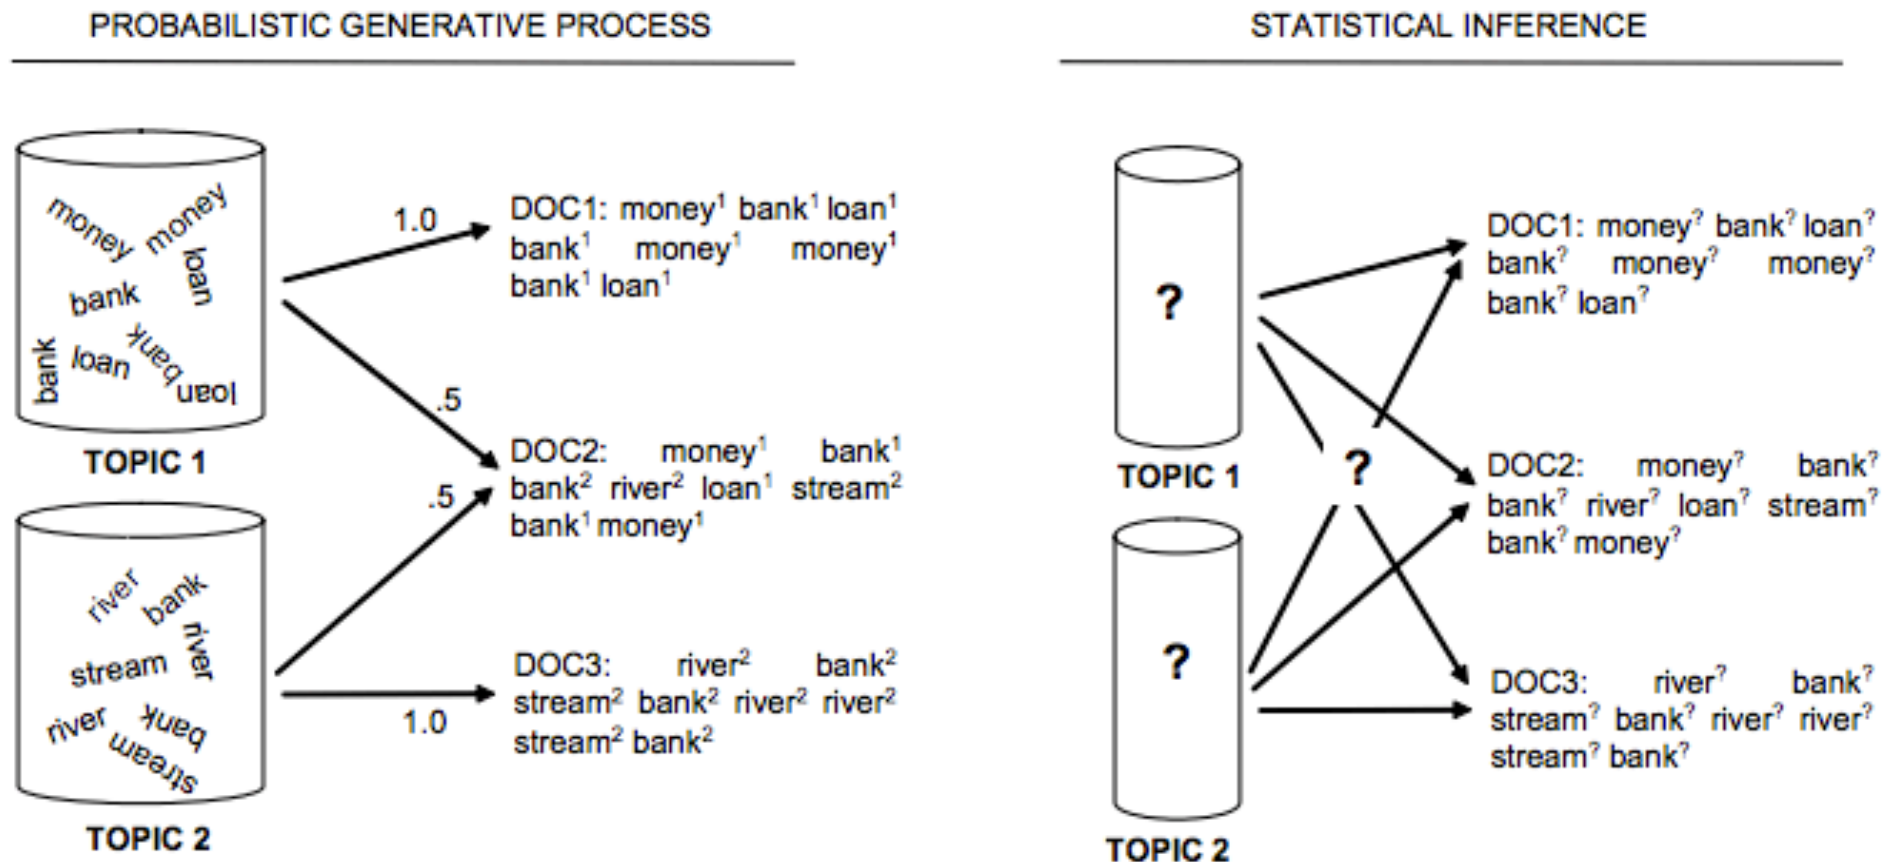 PROBABILISTIC GENERATIVE PROCESS
money
money
loan
bank
bank
loan
bank
loan
TOPIC 1
river
bank
river
stream
river
bank
stream
TOPIC 2
1.0
.5
.5
1.0
DOC1: money¹ bank¹ loan¹
bank¹ money¹ money¹
bank¹ loan¹
DOC2: money¹ bank¹
bank² river² loan¹ stream²
bank¹ money¹
DOC3: river² bank²
stream² bank² river² river²
stream² bank²
STATISTICAL INFERENCE
?
TOPIC 1
?
TOPIC 2
?
DOC1: money? bank? loan?
bank? money? money?
bank? loan?
DOC2: money? bank?
bank? river? loan? stream?
bank? money?
DOC3: river? bank?
stream? bank? river? river?
stream? bank?